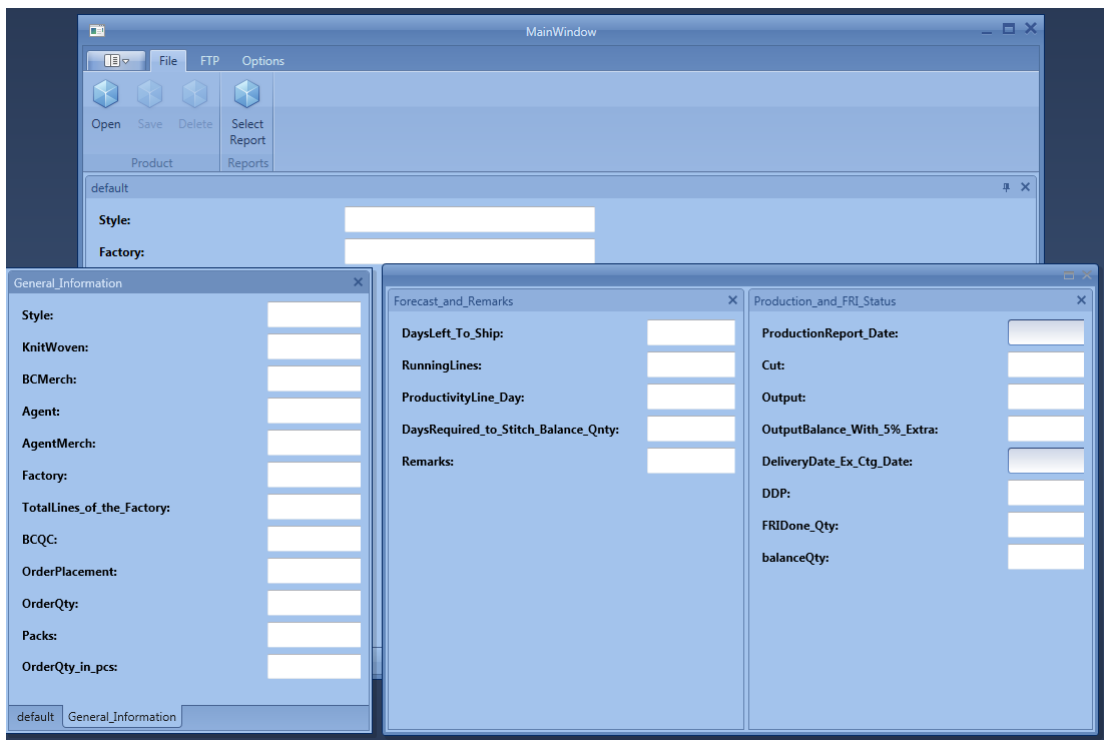 MainWindow
File FTP Options
Open Save Delete Select Report
Product Reports
default
Style:
Factory:
General_Information
Style:
KnitWoven:
BCMerch:
Agent:
AgentMerch:
Factory:
TotalLines_of_the_Factory:
BCQC:
OrderPlacement:
OrderQty:
Packs:
OrderQty_in_pcs:
default General_Information
Forecast_and_Remarks
DaysLeft_To_Ship:
RunningLines:
ProductivityLine_Day:
DaysRequired_to_Stitch_Balance_Qnty:
Remarks:
Production_and_FRI_Status
ProductionReport_Date:
Cut:
Output:
OutputBalance_With_5%_Extra:
DeliveryDate_Ex_Ctg_Date:
DDP:
FRIDone_Qty:
balanceQty: